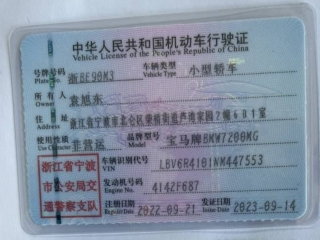 中华人民共和国机动车行驶证
Vehicle License of the People's Republic of China
号牌号码 浙BE90M3 车辆类型 小型轿车
Plate No. Vehicle Type
所有人 袁旭东
Owner
住址 浙江省宁波市北仑区
Address
使用性质 非营运 品牌型号 宝马牌BMW7200KG
Use Character Model
浙江省宁波市公安局交通警察支队
车辆识别代号 LBV6R4101NK447553
VIN
发动机号码 4142F687
Engine No.
注册日期 2022-09-21 发证日期 2023-09-14
Register Date Issue Date